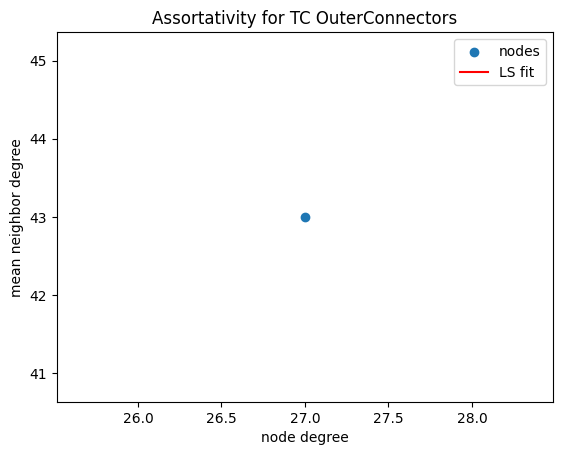 Assortativity for TC OuterConnectors
nodes
LS fit
mean neighbor degree
45
44
43
42
41
26.0 26.5 27.0 27.5 28.0
node degree